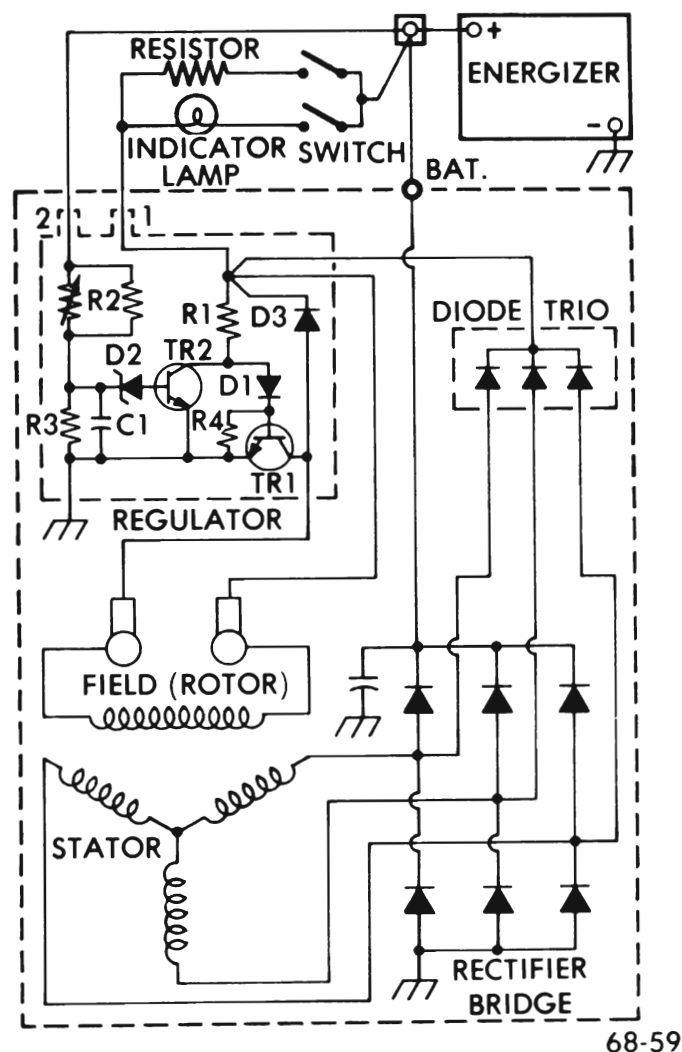 RESISTOR
+
ENERGIZER
-
INDICATOR
LAMP
SWITCH
BAT.
2
1
R2
R1
D3
DIODE TRIO
D2
TR2
D1
R3
C1
R4
TR1
REGULATOR
FIELD (ROTOR)
STATOR
RECTIFIER
BRIDGE
68-59